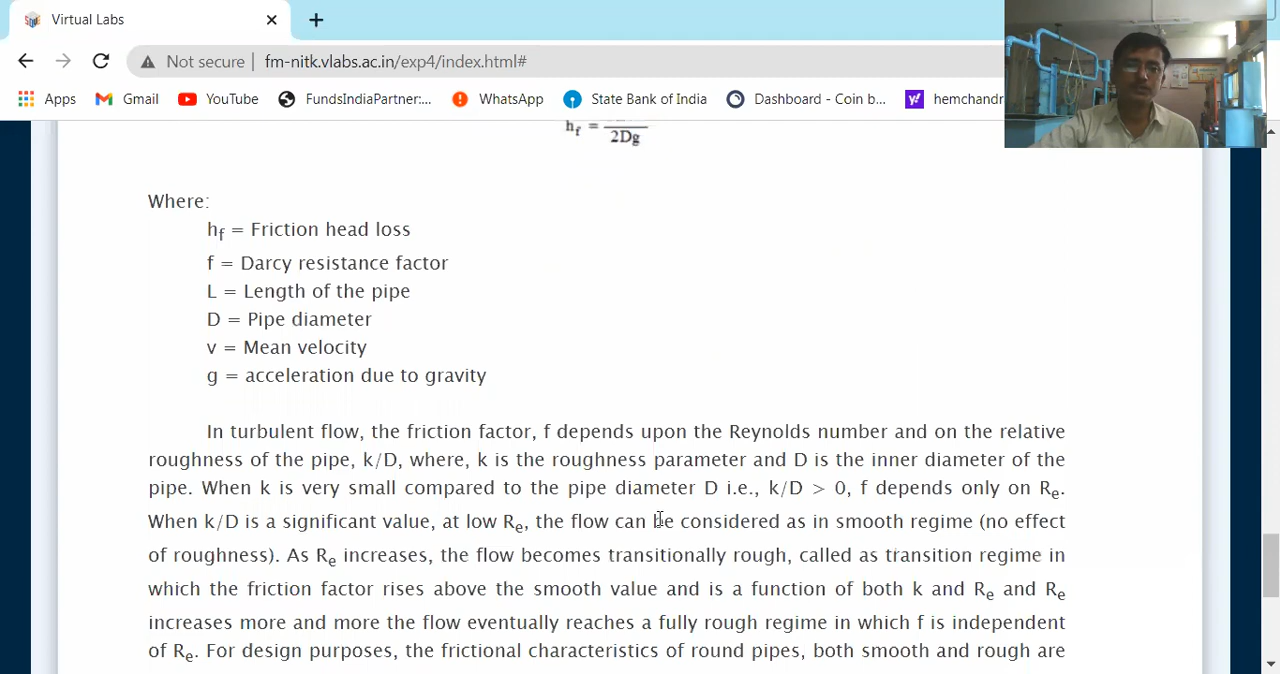 Virtual Labs
Not secure | fm-nitk.vlabs.ac.in/exp4/index.html#
Apps Gmail YouTube FundsIndiaPartner:... WhatsApp State Bank of India Dashboard - Coin b... hemchandr
hf = 2Dg
Where:
hf = Friction head loss
f = Darcy resistance factor
L = Length of the pipe
D = Pipe diameter
v = Mean velocity
g = acceleration due to gravity
In turbulent flow, the friction factor, f depends upon the Reynolds number and on the relative
roughness of the pipe, k/D, where, k is the roughness parameter and D is the inner diameter of the
pipe. When k is very small compared to the pipe diameter D i.e., k/D > 0, f depends only on Re.
When k/D is a significant value, at low Re, the flow can be considered as in smooth regime (no effect
of roughness). As Re increases, the flow becomes transitionally rough, called as transition regime in
which the friction factor rises above the smooth value and is a function of both k and Re and Re
increases more and more the flow eventually reaches a fully rough regime in which f is independent
of Re. For design purposes, the frictional characteristics of round pipes, both smooth and rough are